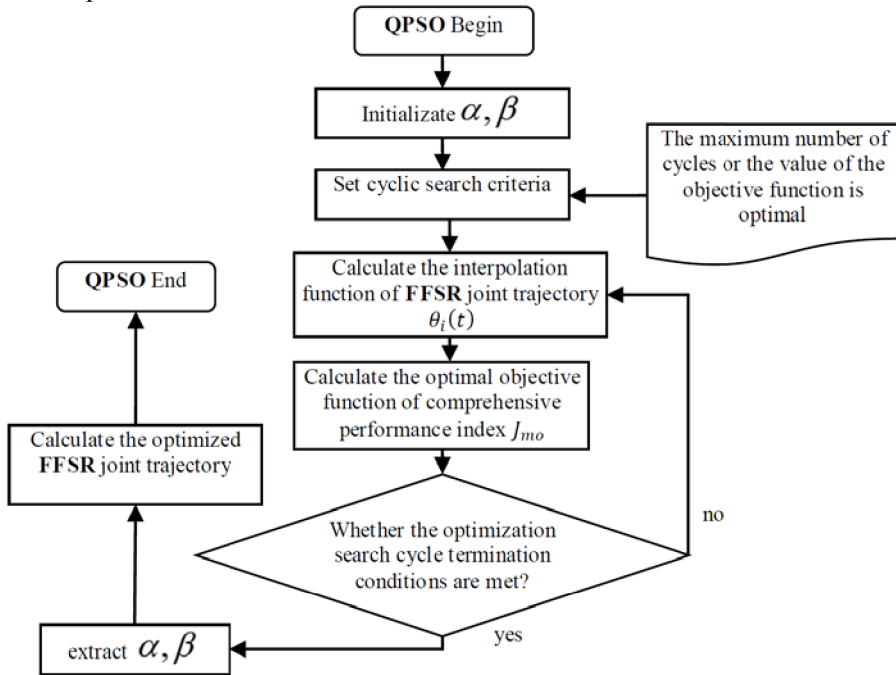 QPSO Begin
Initializate α, β
Set cyclic search criteria
The maximum number of
cycles or the value of the
objective function is
optimal
Calculate the interpolation
function of FFSR joint trajectory
θᵢ(t)
Calculate the optimal objective
function of comprehensive
performance index Jₘₒ
Whether the optimization
search cycle termination
conditions are met?
no
yes
extract α, β
Calculate the optimized
FFSR joint trajectory
QPSO End